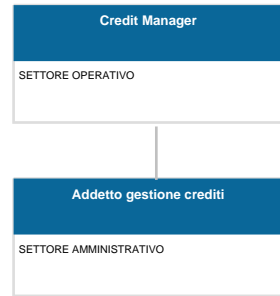 Credit Manager
SETTORE OPERATIVO
Addetto gestione crediti
SETTORE AMMINISTRATIVO